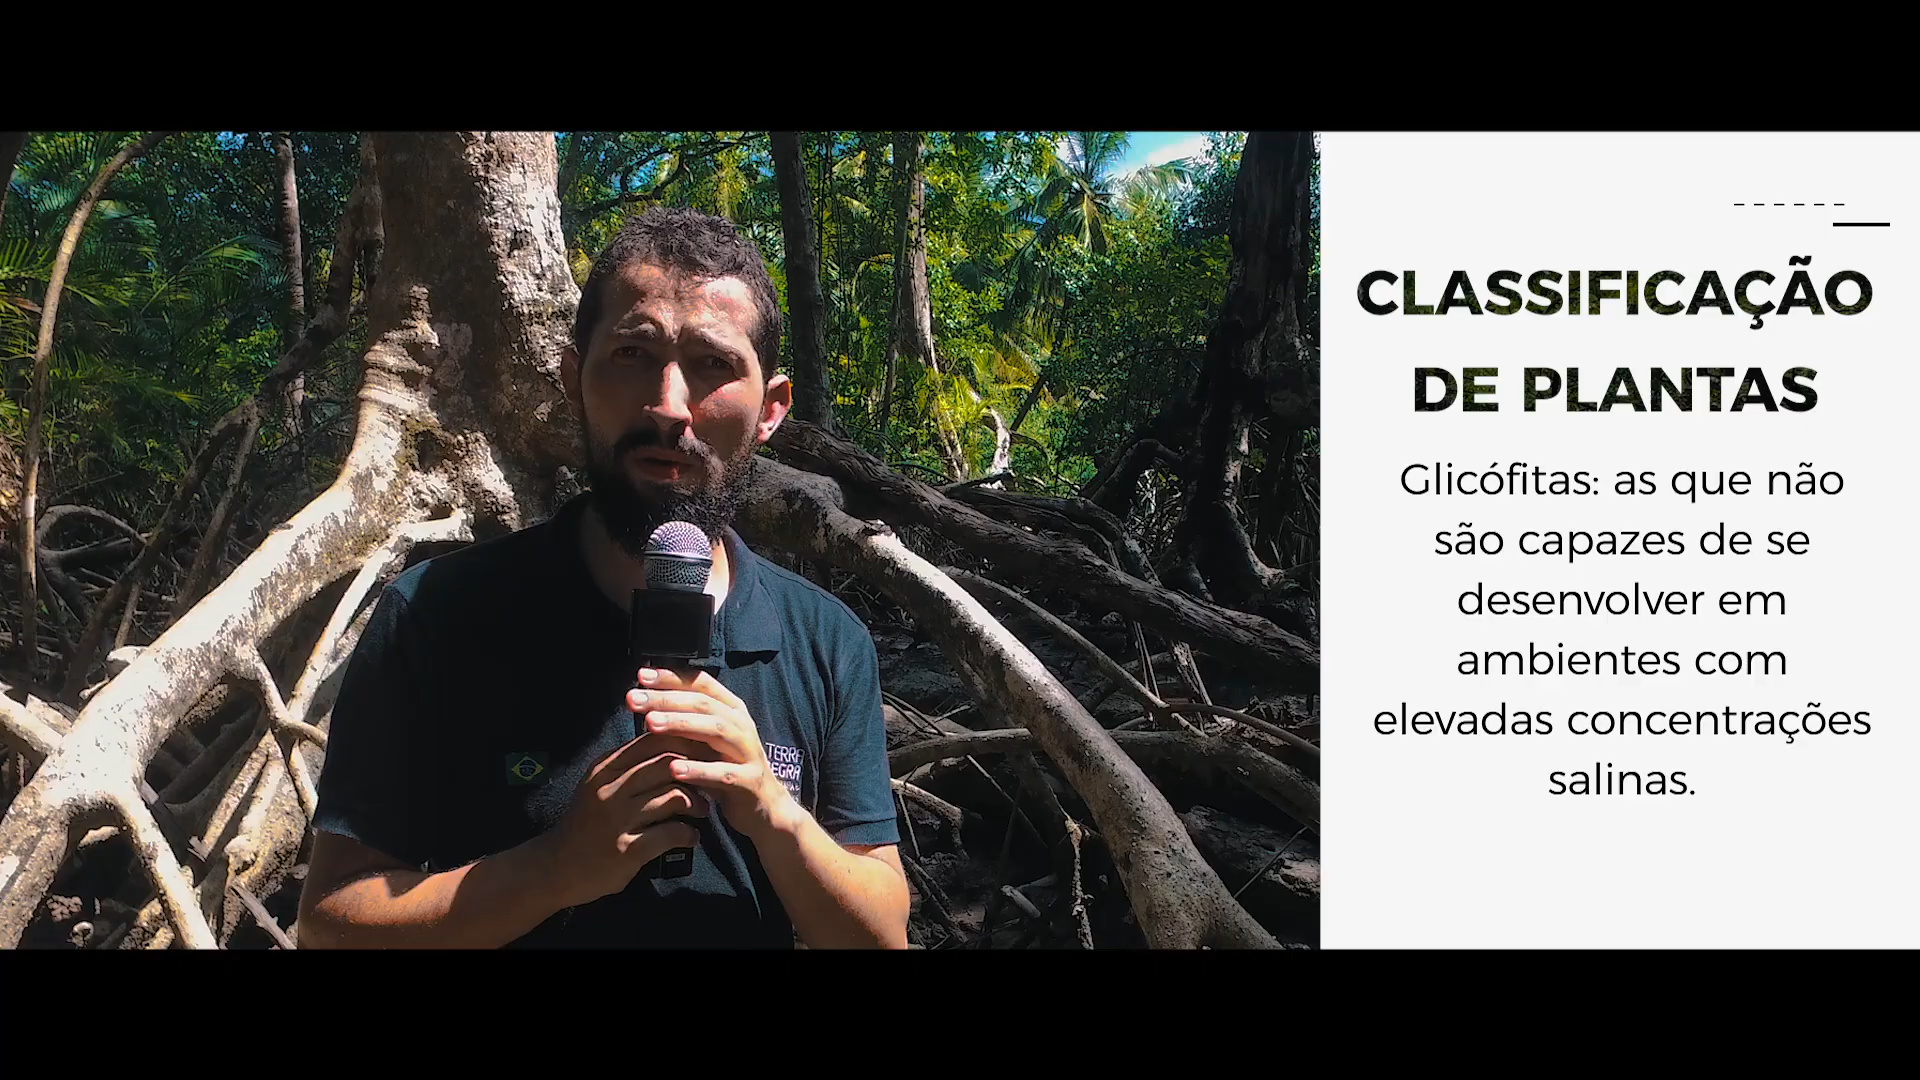 CLASSIFICAÇÃO
DE PLANTAS
Glicófitas: as que não
são capazes de se
desenvolver em
ambientes com
elevadas concentrações
salinas.
TERRA
EGRA